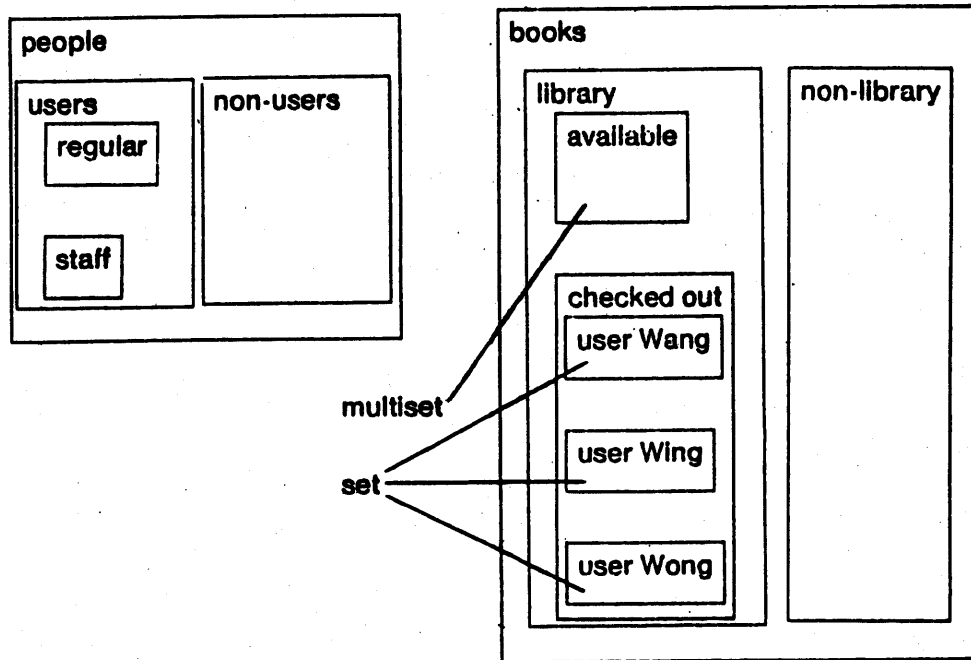 people
users
non-users
regular
staff
books
library
non-library
available
checked out
user Wang
user Wing
user Wong
multiset
set